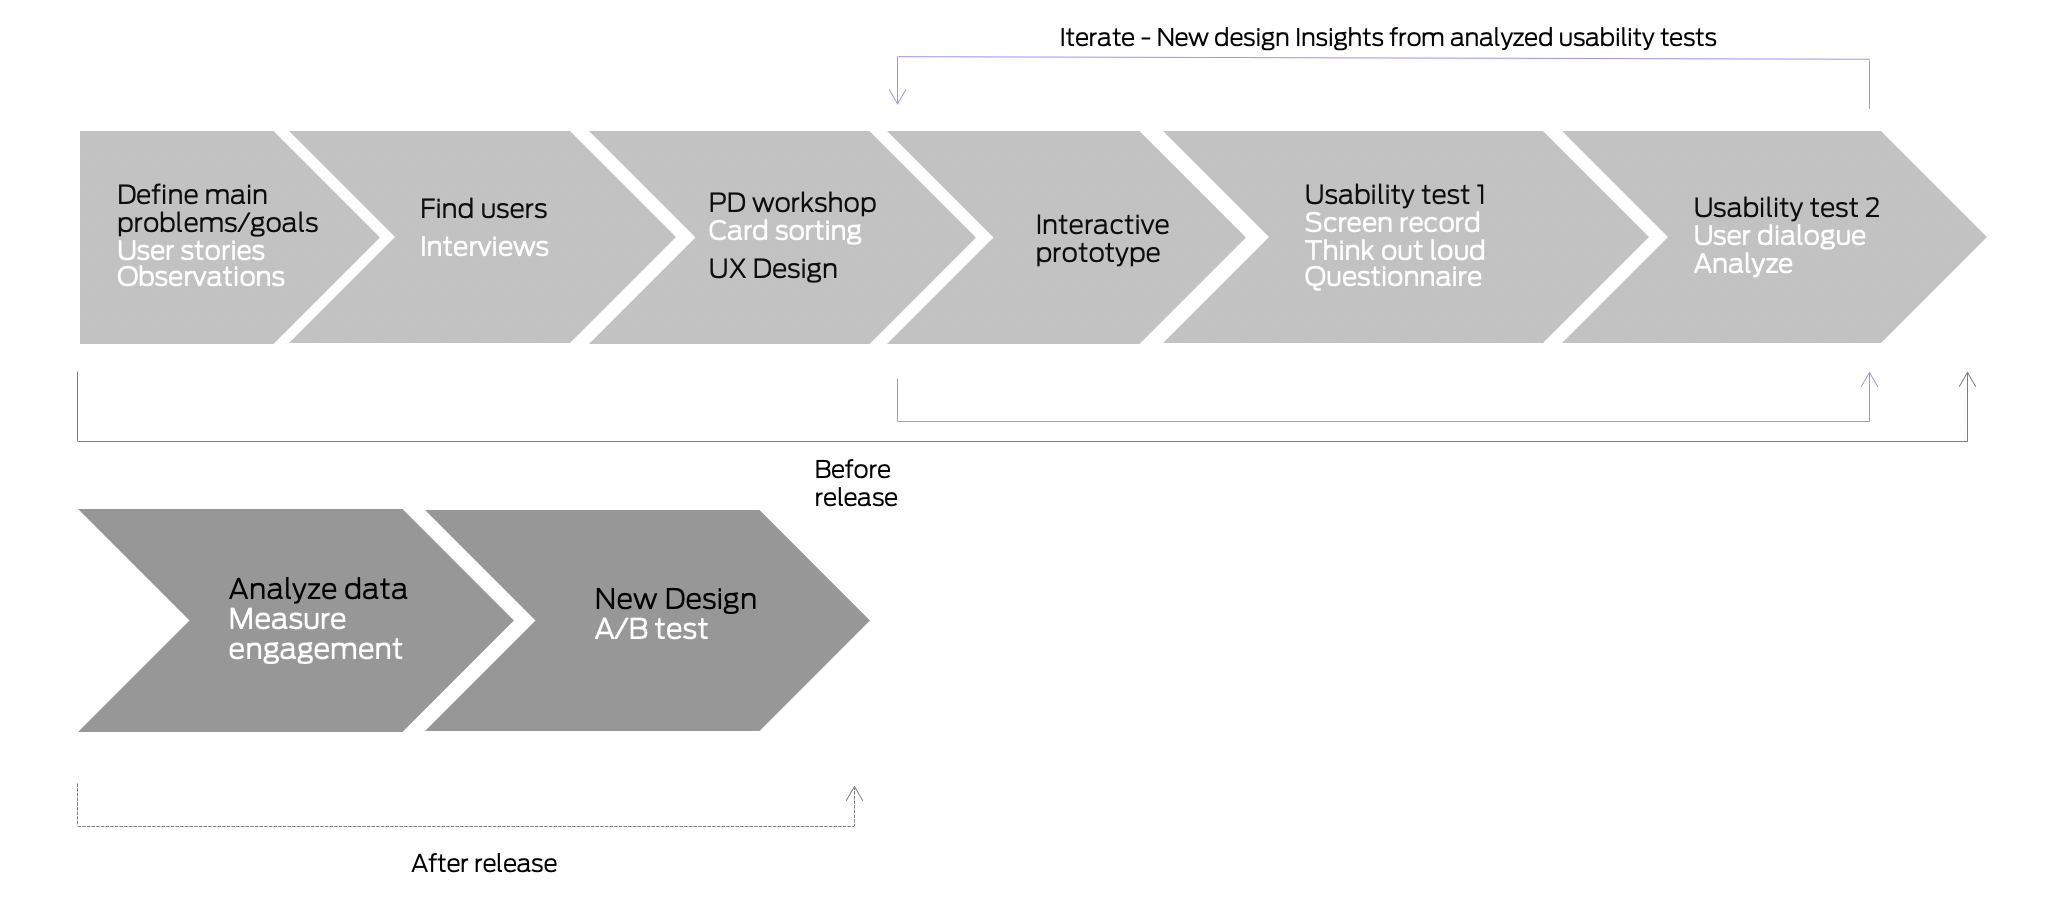 Iterate - New design Insights from analyzed usability tests
Define main
problems/goals
User stories
Observations
Find users
Interviews
PD workshop
Card sorting
UX Design
Interactive
prototype
Usability test 1
Screen record
Think out loud
Questionnaire
Usability test 2
User dialogue
Analyze
Before
release
Analyze data
Measure
engagement
New Design
A/B test
After release